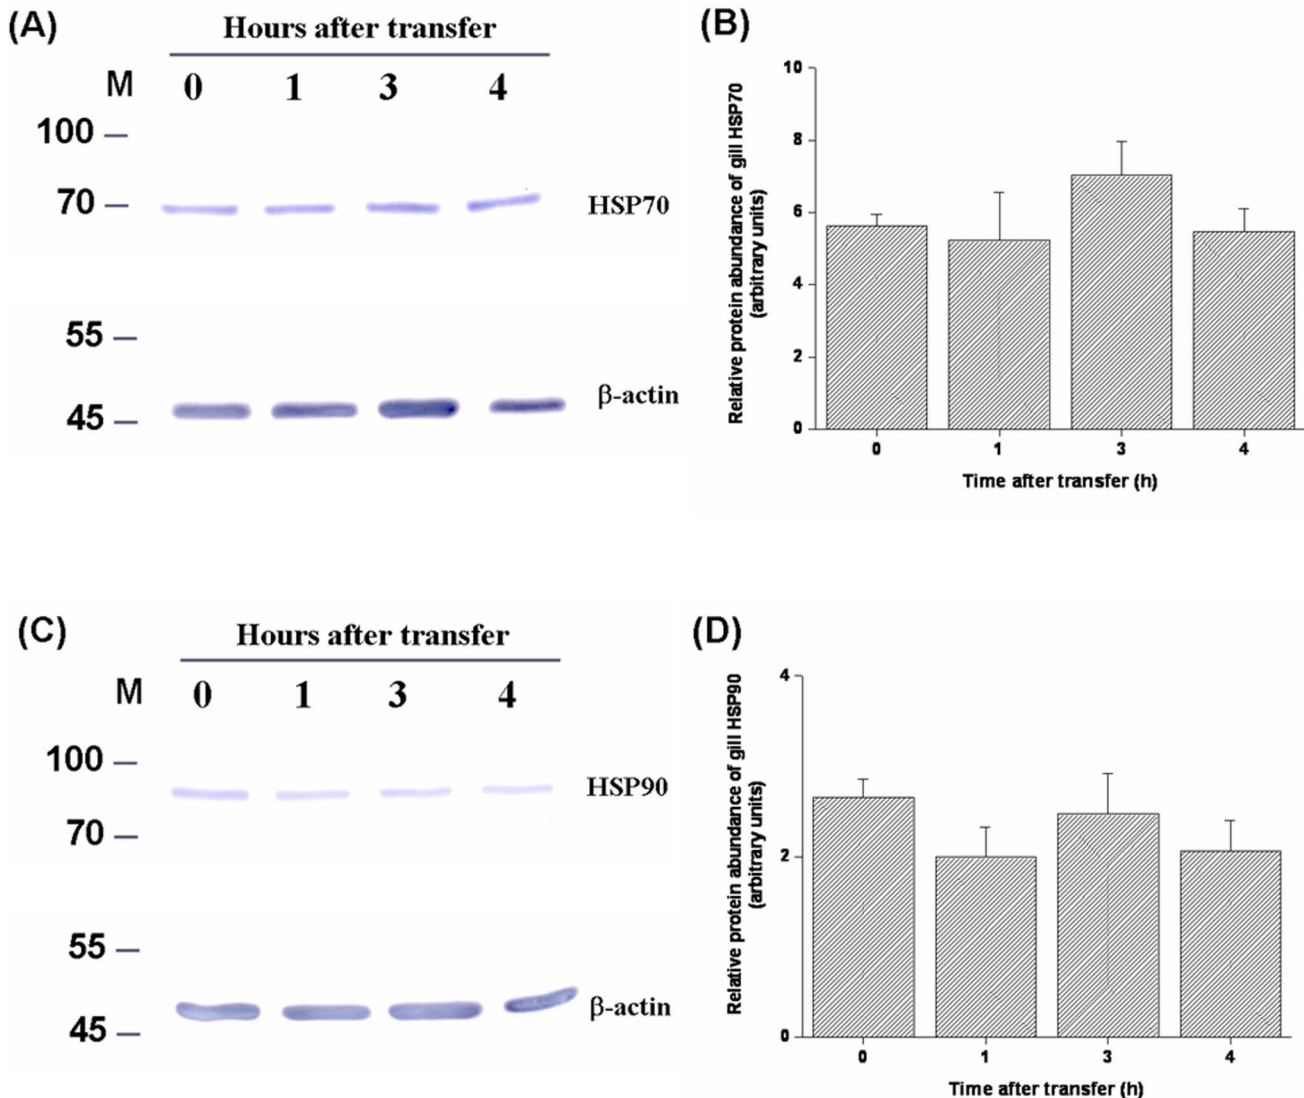 (A)
Hours after transfer
M 0 1 3 4
100
70
HSP70
55
β-actin
45
(B)
Relative protein abundance of gill HSP70
(arbitrary units)
10
8
6
4
2
0
0 1 3 4
Time after transfer (h)
(C)
Hours after transfer
M 0 1 3 4
100
HSP90
70
55
β-actin
45
(D)
Relative protein abundance of gill HSP90
(arbitrary units)
4
2
0
0 1 3 4
Time after transfer (h)